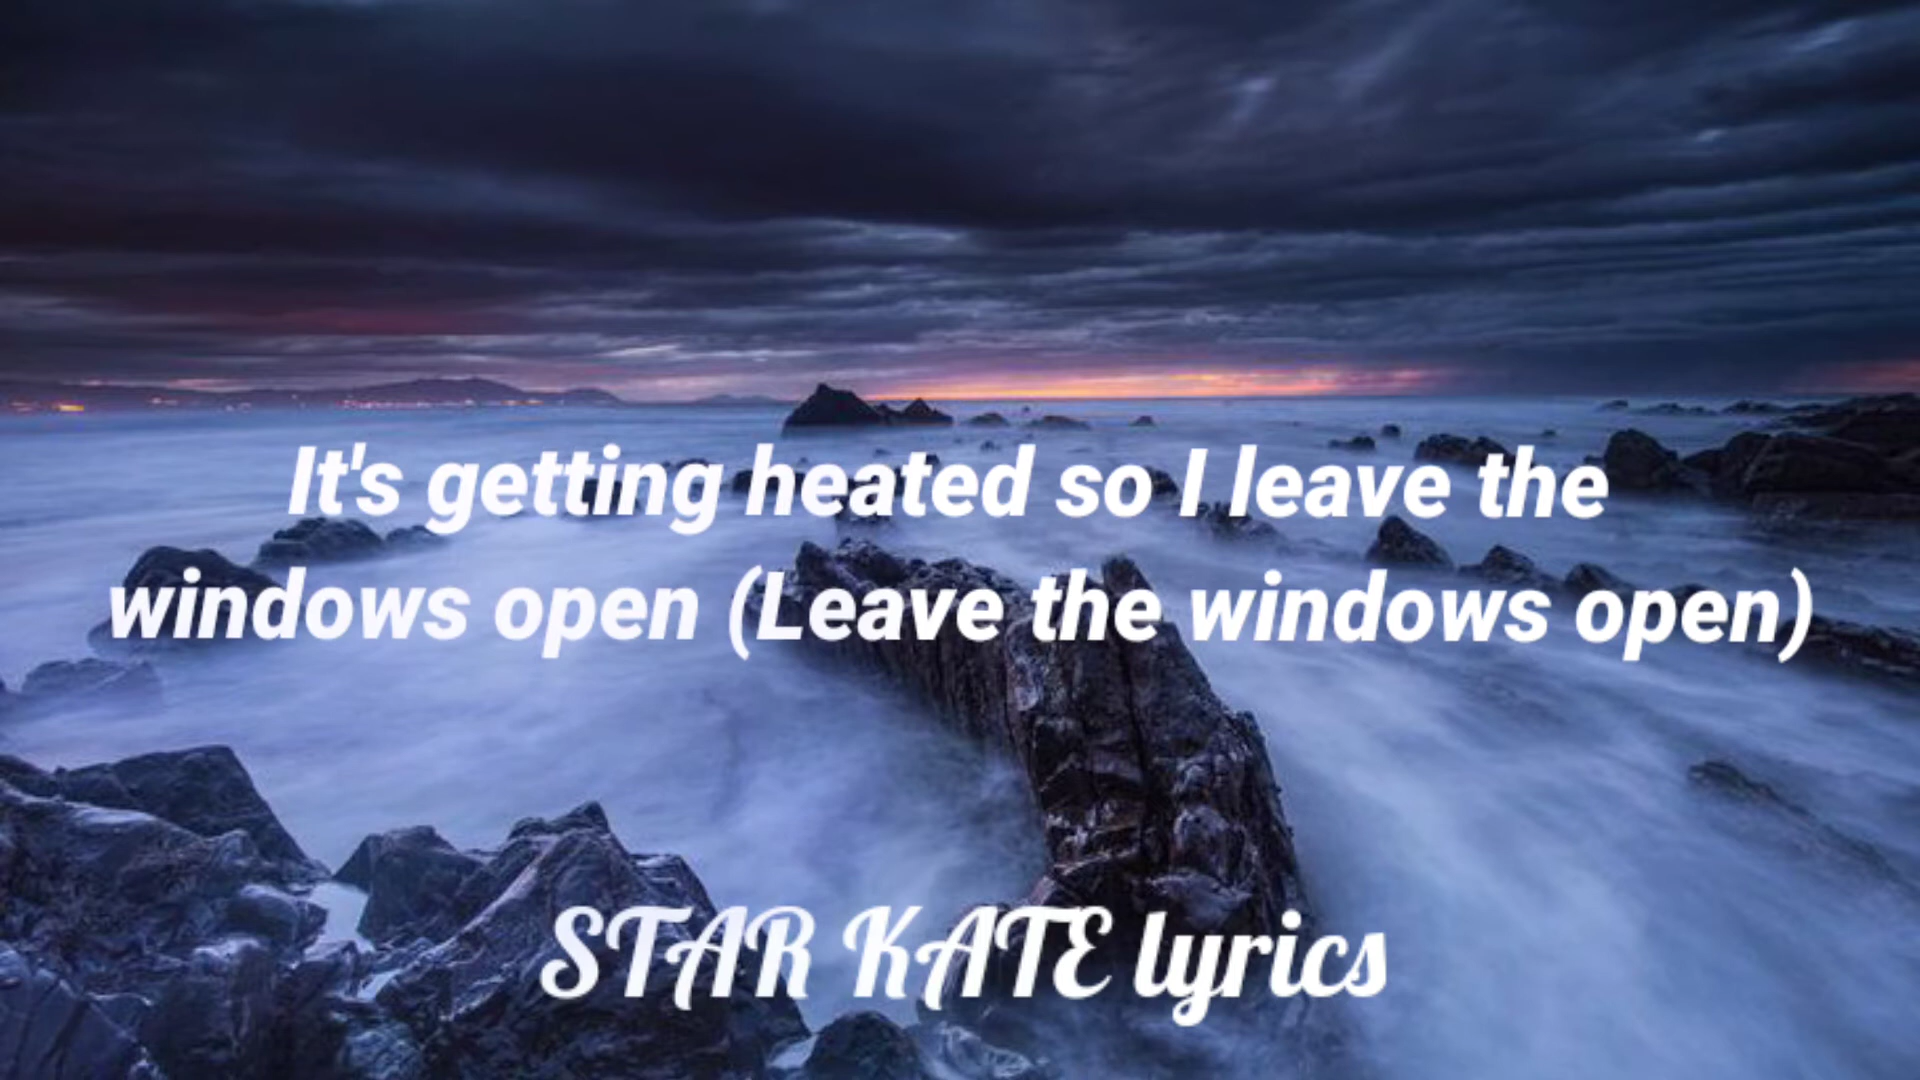 It's getting heated so I leave the
windows open (Leave the windows open)
STAR KATE lyrics